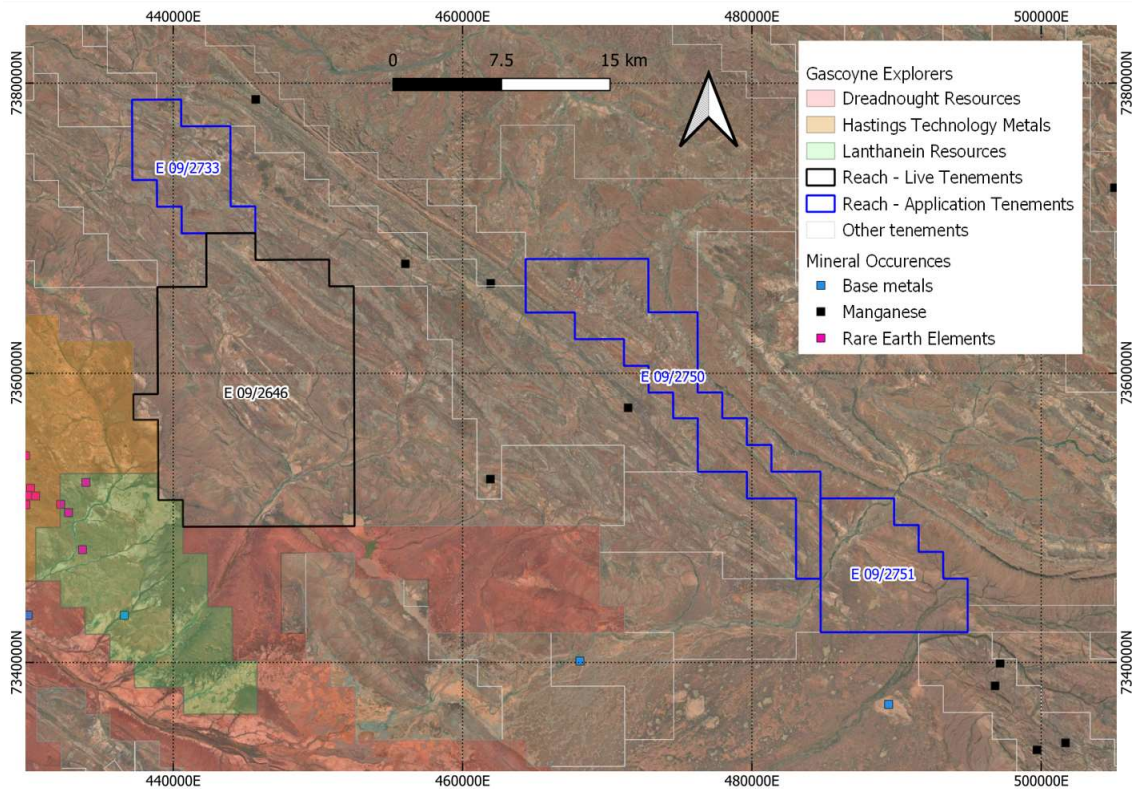 440000E
460000E
480000E
500000E
7380000N
7380000N
0
7.5
15 km
Gascoyne Explorers
Dreadnought Resources
Hastings Technology Metals
Lanthanein Resources
Reach - Live Tenements
Reach - Application Tenements
Other tenements
Mineral Occurences
Base metals
Manganese
Rare Earth Elements
E 09/2733
7360000N
E 09/2646
E 09/2750
7360000N
E 09/2751
7340000N
7340000N
440000E
460000E
480000E
500000E